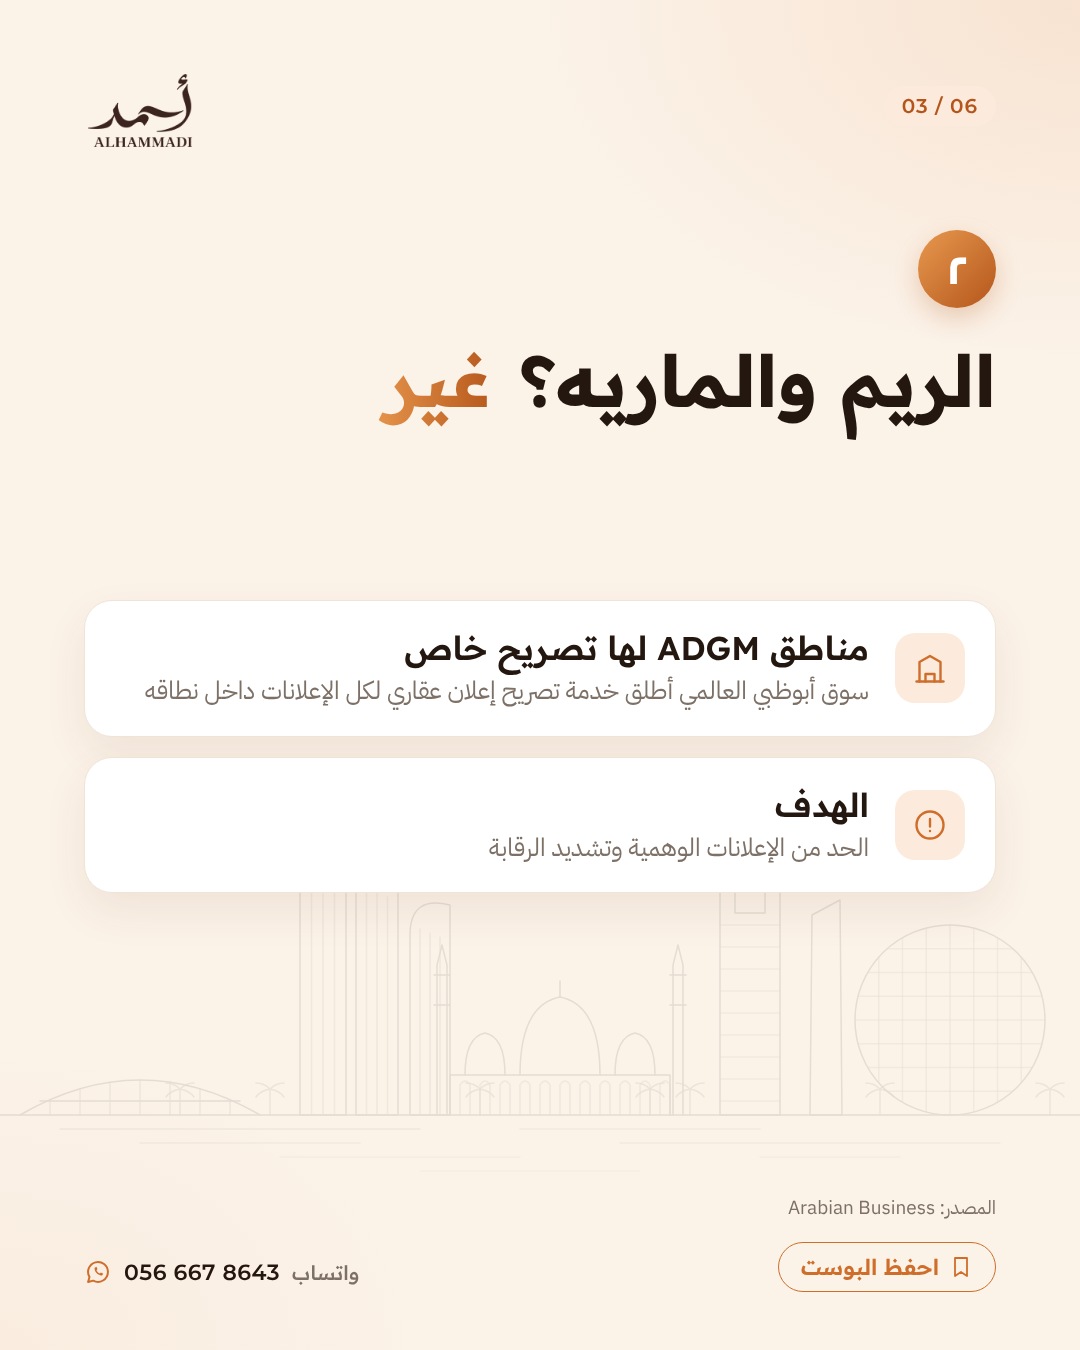 أحمد
ALHAMMADI
03 / 06
٢
الريم والماريه؟ غير
مناطق ADGM لها تصريح خاص
سوق أبوظبي العالمي أطلق خدمة تصريح إعلان عقاري لكل الإعلانات داخل نطاقه
الهدف
الحد من الإعلانات الوهمية وتشديد الرقابة
المصدر: Arabian Business
احفظ البوست
واتساب 056 667 8643